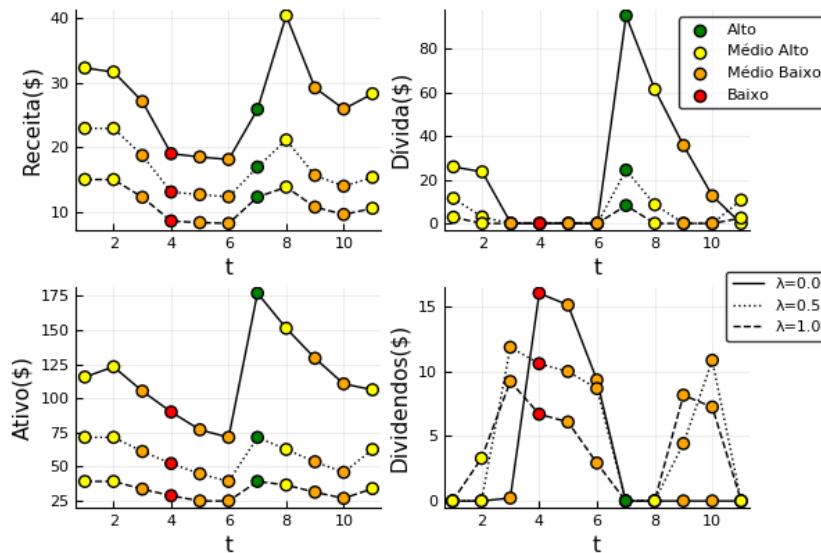 Receita($)
40
30
20
10
2 4 6 8 10
t
Dívida($)
80
60
40
20
0
2 4 6 8 10
t
Alto
Médio Alto
Médio Baixo
Baixo
Ativo($)
175
150
125
100
75
50
25
2 4 6 8 10
t
Dividendos($)
15
10
5
0
2 4 6 8 10
t
λ=0.0
λ=0.5
λ=1.0